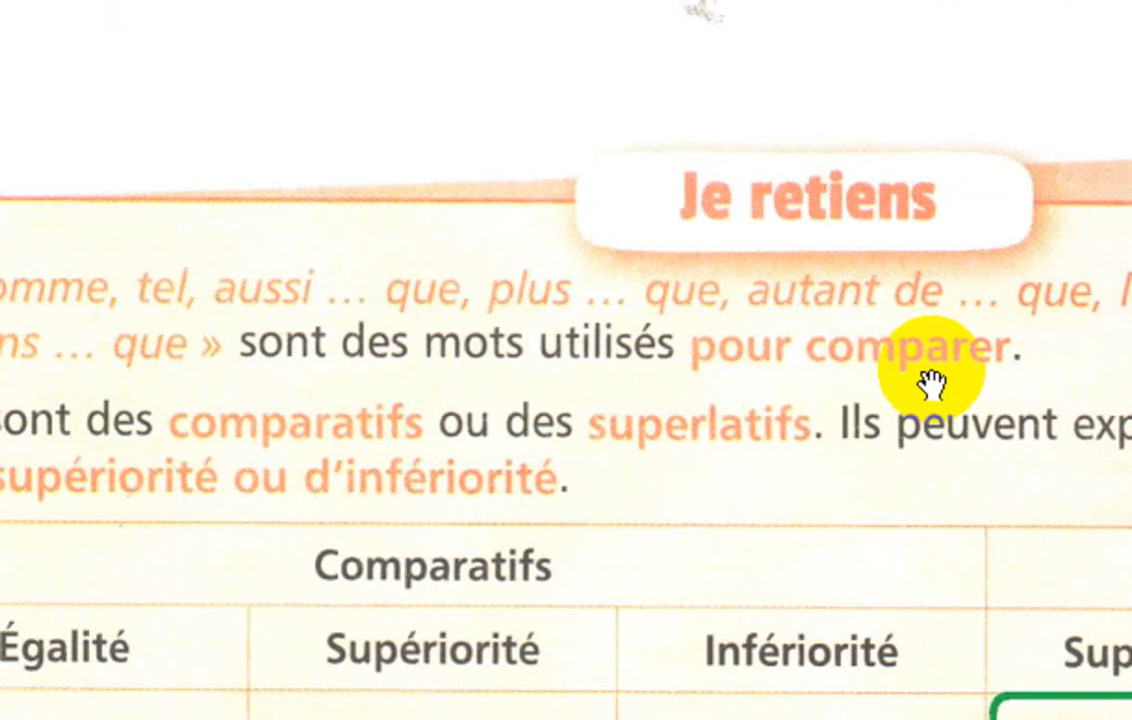 Je retiens
omme, tel, aussi ... que, plus ... que, autant de ... que,
ns ... que » sont des mots utilisés pour comparer.
sont des comparatifs ou des superlatifs. Ils peuvent exp
supériorité ou d'infériorité.
Comparatifs
Égalité Supériorité Infériorité Sup